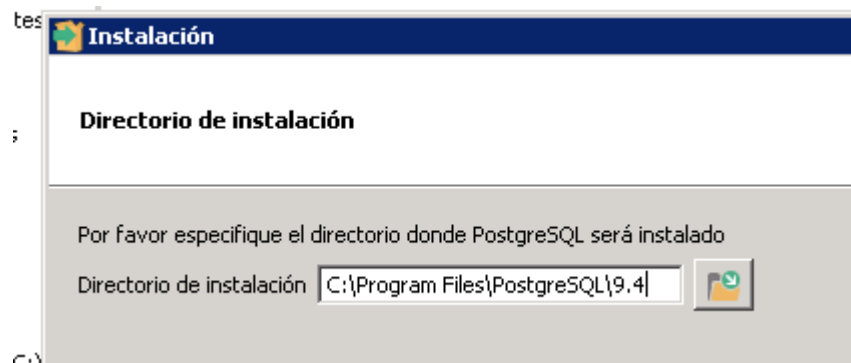 tes
Instalación
Directorio de instalación
Por favor especifique el directorio donde PostgreSQL será instalado
Directorio de instalación C:\Program Files\PostgreSQL\9.4